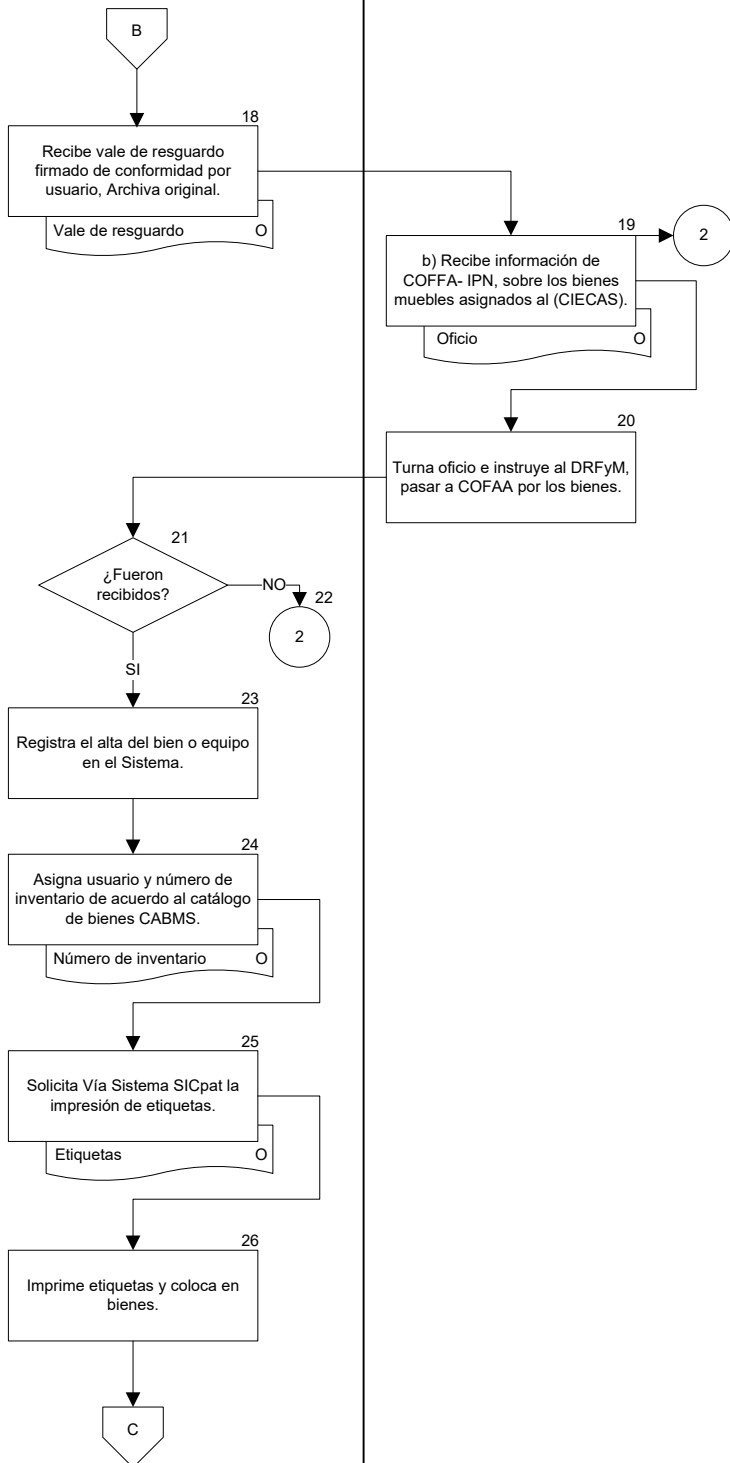 B
18
Recibe vale de resguardo
firmado de conformidad por
usuario, Archiva original.
Vale de resguardo O
19
2
b) Recibe información de
COFFA- IPN, sobre los bienes
muebles asignados al (CIECAS).
Oficio O
20
Turna oficio e instruye al DRFyM,
pasar a COFAA por los bienes.
21
¿Fueron
recibidos?
NO
22
2
SI
23
Registra el alta del bien o equipo
en el Sistema.
24
Asigna usuario y número de
inventario de acuerdo al catálogo
de bienes CABMS.
Número de inventario O
25
Solicita Vía Sistema SICpat la
impresión de etiquetas.
Etiquetas O
26
Imprime etiquetas y coloca en
bienes.
C